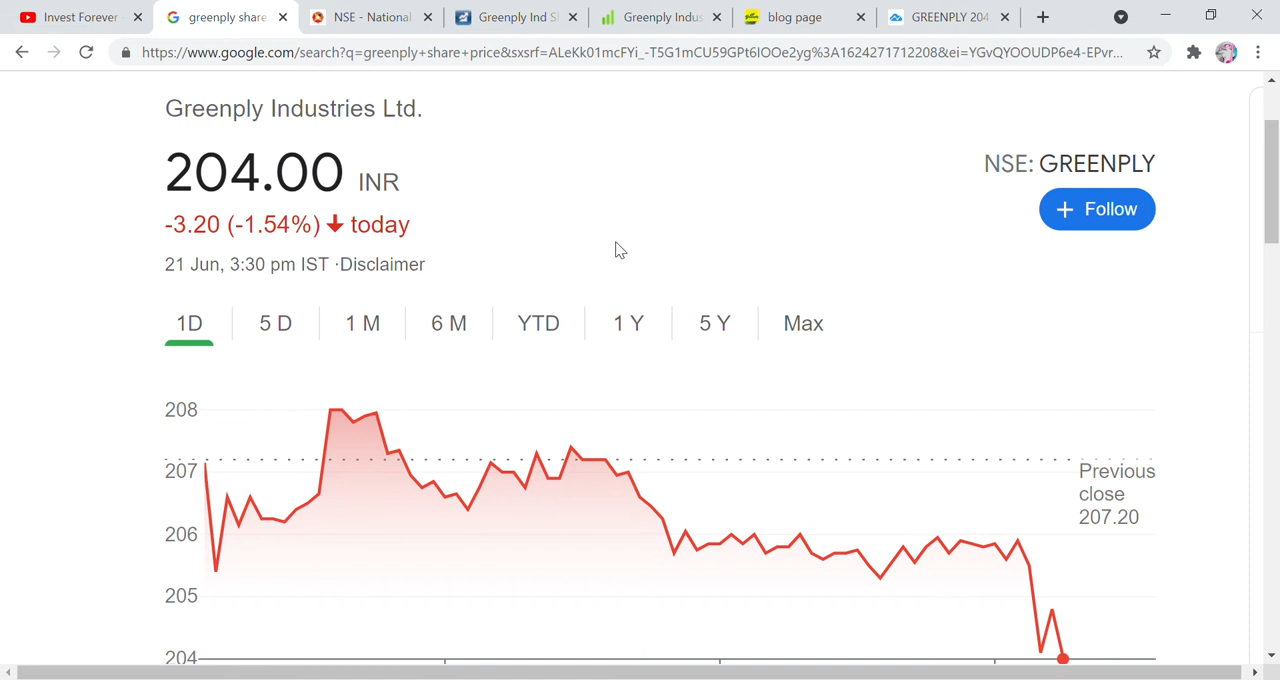 Invest Forever
greenply share
NSE - National
Greenply Ind S
Greenply Indus
blog page
GREENPLY 204
https://www.google.com/search?q=greenply+share+price&sxsrf=ALeKk01mcFYi_-T5G1mCU59GPt6IOOe2yg%3A1624271712208&ei=YGvQYOOUDP6e4-EPvr...
Greenply Industries Ltd.
204.00 INR
NSE: GREENPLY
+ Follow
-3.20 (-1.54%) ↓ today
21 Jun, 3:30 pm IST ·Disclaimer
1D
5 D
1 M
6 M
YTD
1 Y
5 Y
Max
208
207
206
205
204
Previous
close
207.20